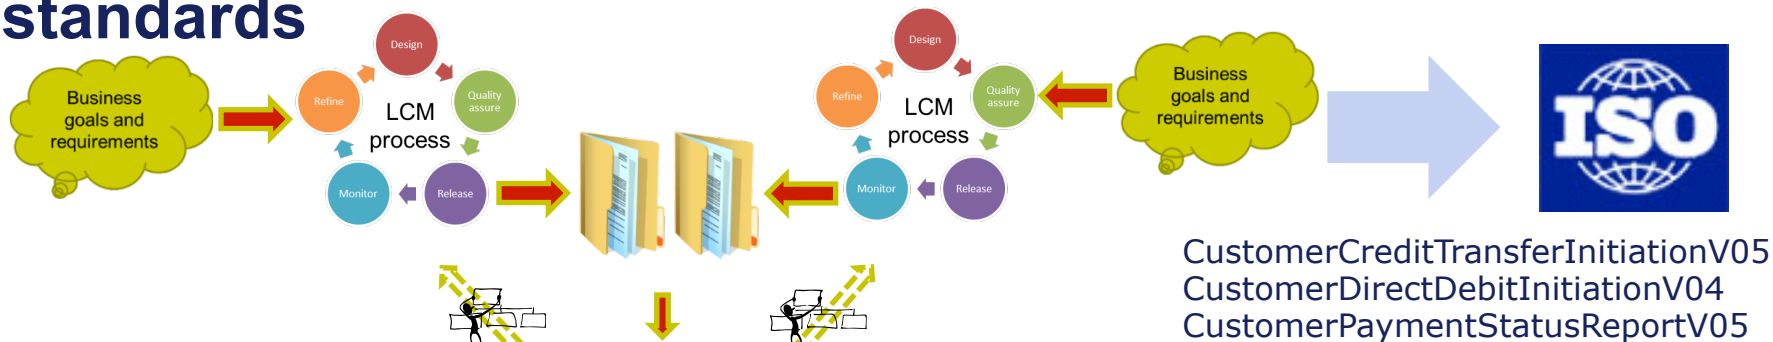 standards
Business
goals and
requirements
Design
Refine
Quality
assure
LCM
process
Monitor
Release
Design
Refine
Quality
assure
LCM
process
Monitor
Release
Business
goals and
requirements
ISO
CustomerCreditTransferInitiationV05
CustomerDirectDebitInitiationV04
CustomerPaymentStatusReportV05